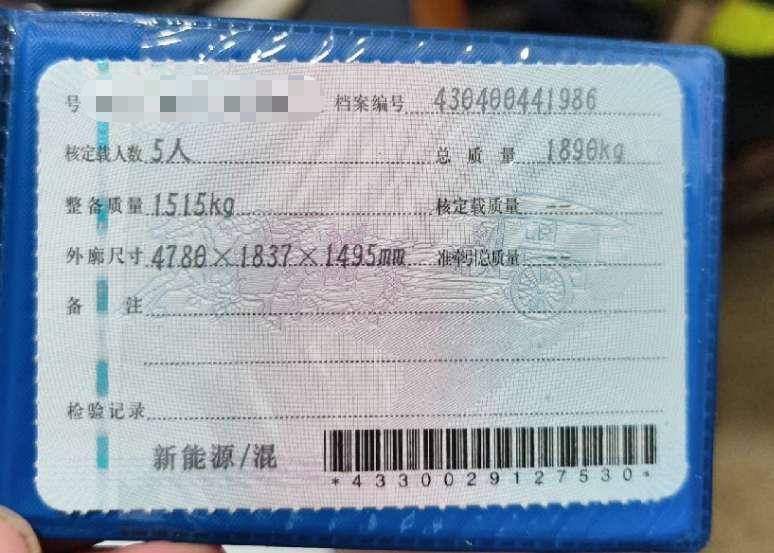 号 档案编号 430400441986
核定载人数 5人 总质量 1890kg
整备质量 1515kg 核定载质量 --
外廓尺寸 4780×1837×1495mm 准牵引总质量 --
备注
检验记录
新能源/混
*4330029127530*